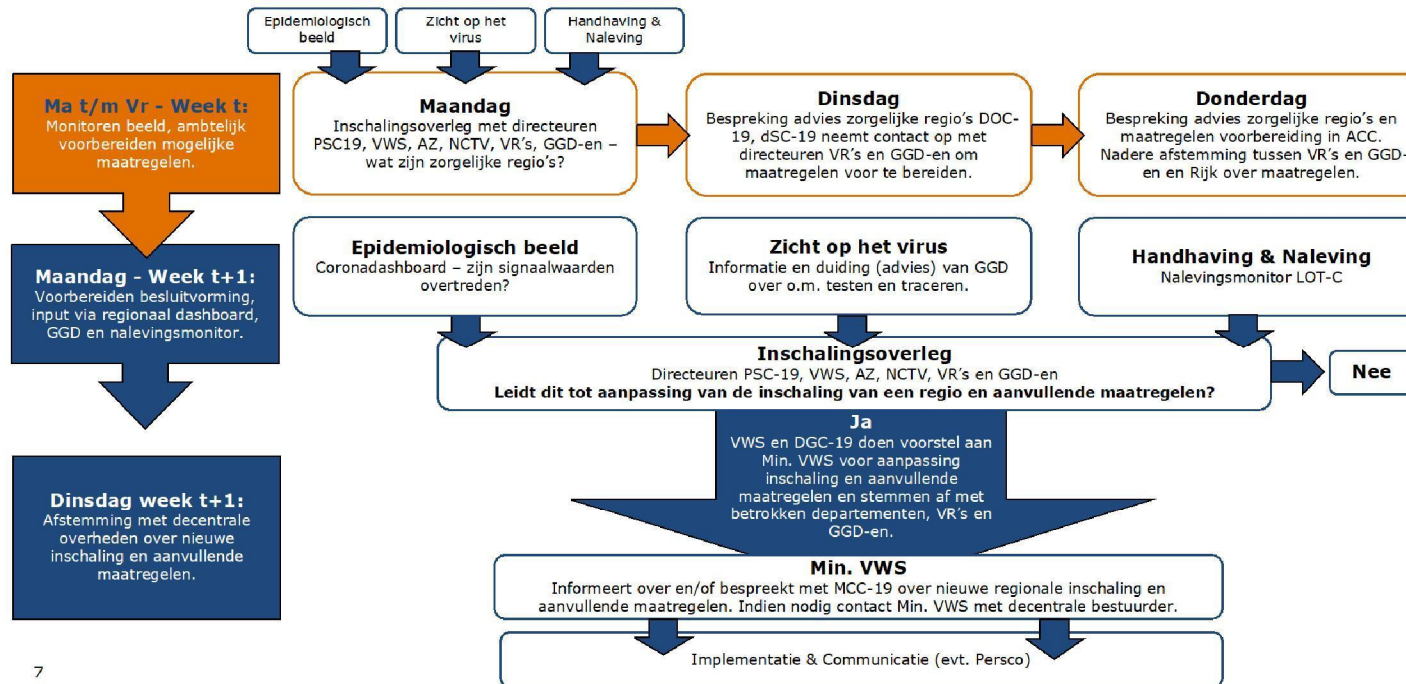 Epidemiologisch
beeld
Zicht op het
virus
Handhaving &
Naleving
Ma t/m Vr - Week t:
Monitoren beeld, ambtelijk
voorbereiden mogelijke
maatregelen.
Maandag
Inschalingsoverleg met directeuren
PSC19, VWS, AZ, NCTV, VR's, GGD-en –
wat zijn zorgelijke regio's?
Dinsdag
Bespreking advies zorgelijke regio's DOC-
19, dSC-19 neemt contact op met
directeuren VR's en GGD-en om
maatregelen voor te bereiden.
Donderdag
Bespreking advies zorgelijke regio's en
maatregelen voorbereiding in ACC.
Nadere afstemming tussen VR's en GGD-
en en Rijk over maatregelen.
Maandag - Week t+1:
Voorbereiden besluitvorming,
input via regionaal dashboard,
GGD en nalevingsmonitor.
Epidemiologisch beeld
Coronadashboard – zijn signaalwaarden
overtreden?
Zicht op het virus
Informatie en duiding (advies) van GGD
over o.m. testen en traceren.
Handhaving & Naleving
Nalevingsmonitor LOT-C
Inschalingsoverleg
Directeuren PSC-19, VWS, AZ, NCTV, VR's en GGD-en
Leidt dit tot aanpassing van de inschaling van een regio en aanvullende maatregelen?
Nee
Ja
VWS en DGC-19 doen voorstel aan
Min. VWS voor aanpassing
inschaling en aanvullende
maatregelen en stemmen af met
betrokken departementen, VR's en
GGD-en.
Dinsdag week t+1:
Afstemming met decentrale
overheden over nieuwe
inschaling en aanvullende
maatregelen.
Min. VWS
Informeert over en/of bespreekt met MCC-19 over nieuwe regionale inschaling en
aanvullende maatregelen. Indien nodig contact Min. VWS met decentrale bestuurder.
Implementatie & Communicatie (evt. Persco)
7